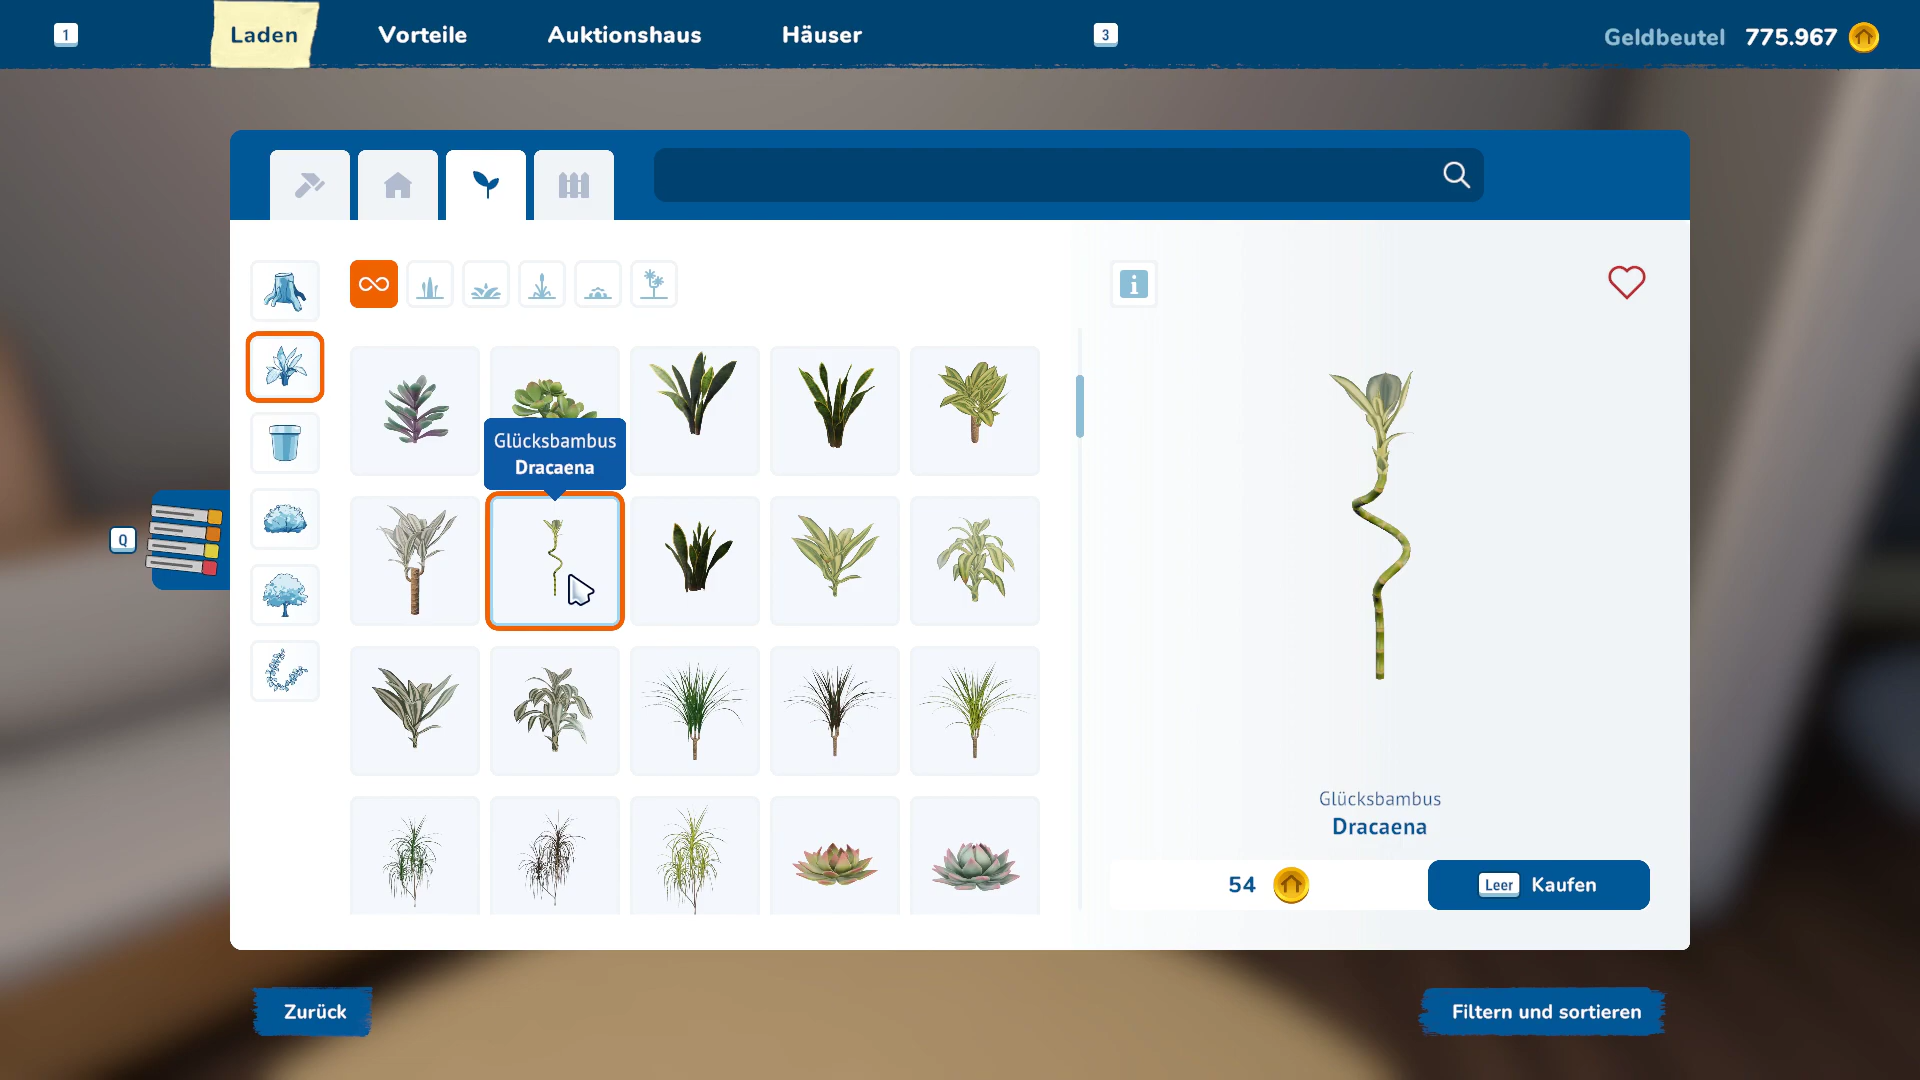 1
Laden
Vorteile
Auktionshaus
Häuser
3
Geldbeutel 775.967
i
Glücksbambus
Dracaena
Q
Glücksbambus
Dracaena
54
Leer Kaufen
Zurück
Filtern und sortieren